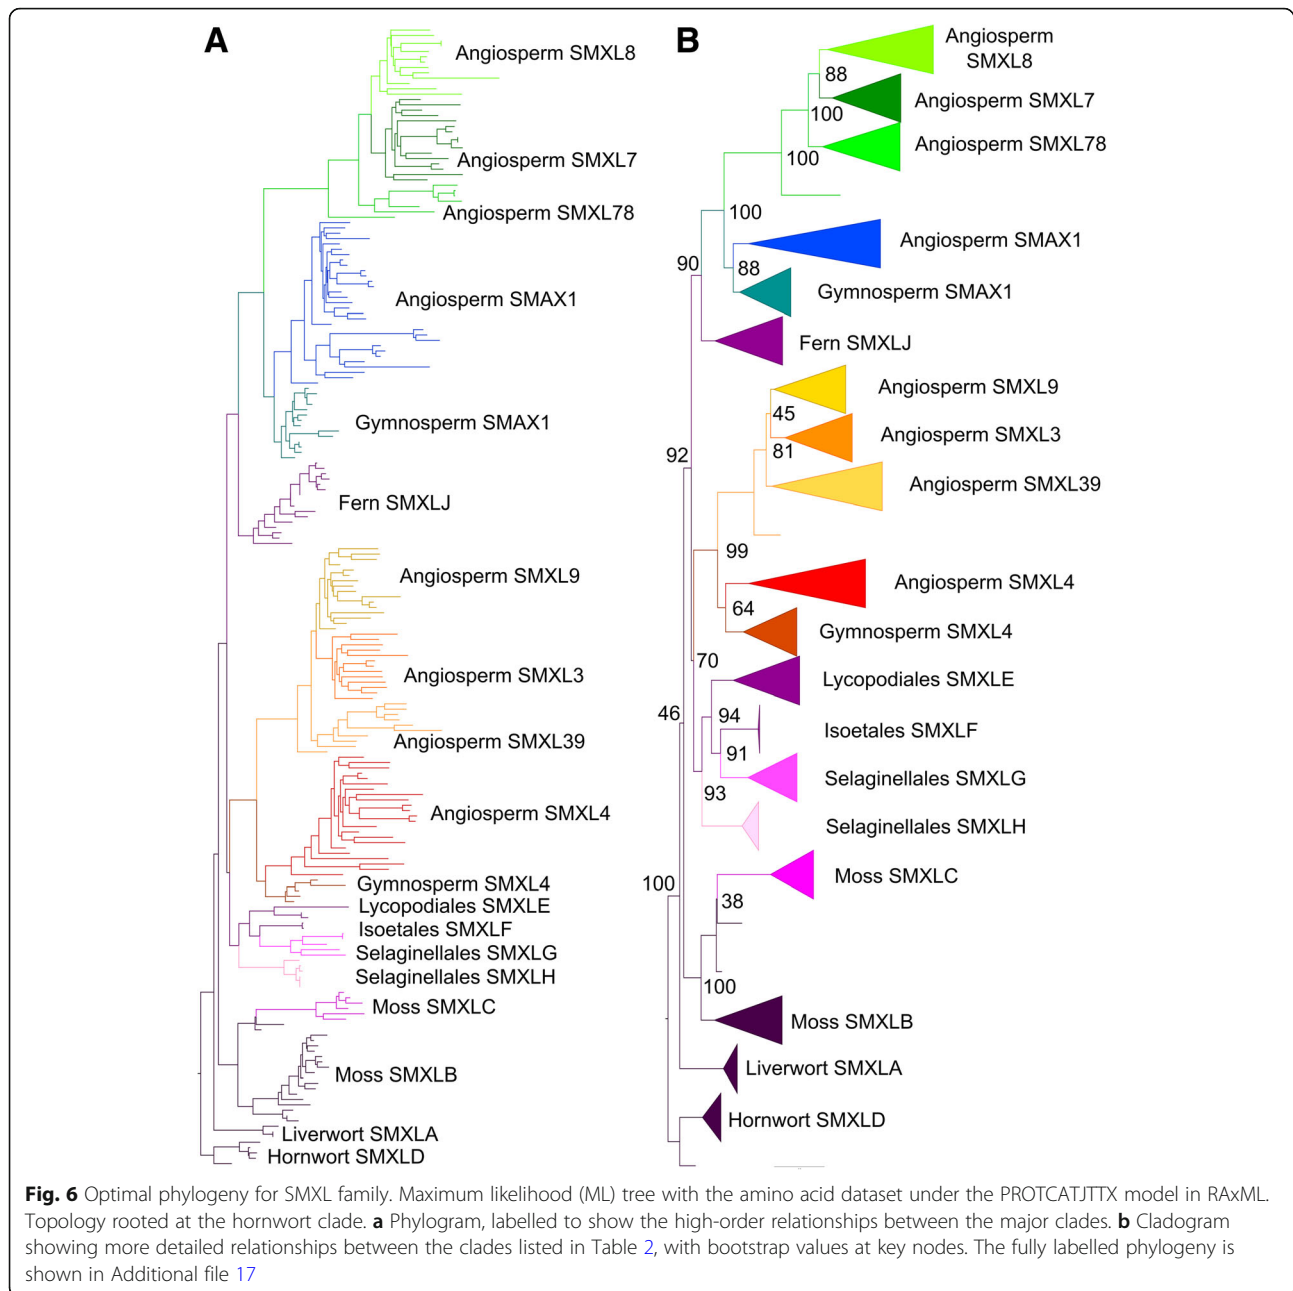 A
Angiosperm SMXL8
Angiosperm SMXL7
Angiosperm SMXL78
Angiosperm SMAX1
Gymnosperm SMAX1
Fern SMXLJ
Angiosperm SMXL9
Angiosperm SMXL3
Angiosperm SMXL39
Angiosperm SMXL4
Gymnosperm SMXL4
Lycopodiales SMXLE
Isoetales SMXLF
Selaginellales SMXLG
Selaginellales SMXLH
Moss SMXLC
Moss SMXLB
Liverwort SMXLA
Hornwort SMXLD
B
Angiosperm
SMXL8
88
Angiosperm SMXL7
100
Angiosperm SMXL78
100
100
Angiosperm SMAX1
90
88
Gymnosperm SMAX1
Fern SMXLJ
Angiosperm SMXL9
45
Angiosperm SMXL3
81
92
Angiosperm SMXL39
99
Angiosperm SMXL4
64
Gymnosperm SMXL4
70
Lycopodiales SMXLE
46
94
Isoetales SMXLF
91
Selaginellales SMXLG
93
Selaginellales SMXLH
Moss SMXLC
100
38
100
Moss SMXLB
Liverwort SMXLA
Hornwort SMXLD
Fig. 6 Optimal phylogeny for SMXL family. Maximum likelihood (ML) tree with the amino acid dataset under the PROTCATJTTX model in RAxML.
Topology rooted at the hornwort clade. a Phylogram, labelled to show the high-order relationships between the major clades. b Cladogram
showing more detailed relationships between the clades listed in Table 2, with bootstrap values at key nodes. The fully labelled phylogeny is
shown in Additional file 17